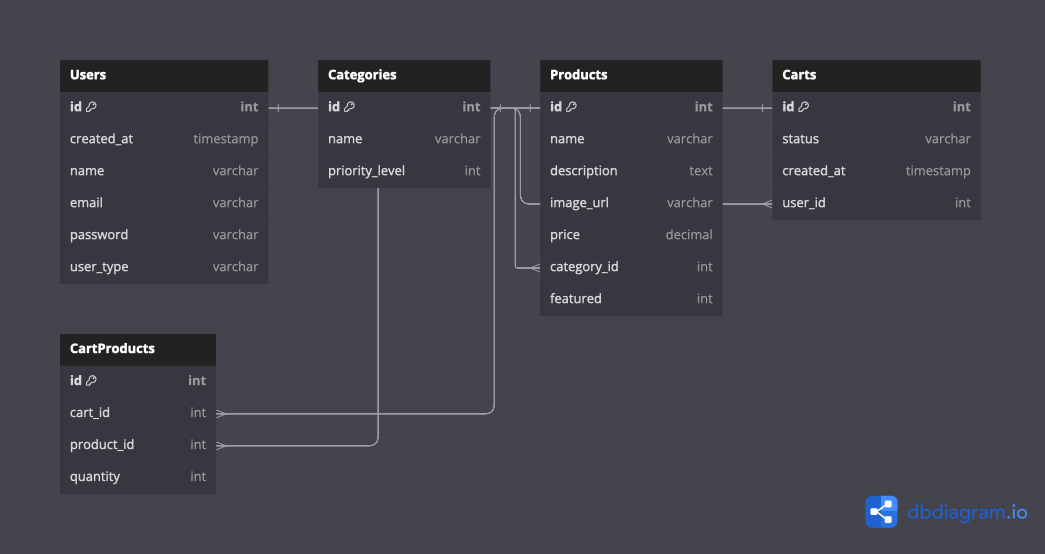 Users
id int
created_at timestamp
name varchar
email varchar
password varchar
user_type varchar
Categories
id int
name varchar
priority_level int
Products
id int
name varchar
description text
image_url varchar
price decimal
category_id int
featured int
Carts
id int
status varchar
created_at timestamp
user_id int
CartProducts
id int
cart_id int
product_id int
quantity int
dbdiagram.io